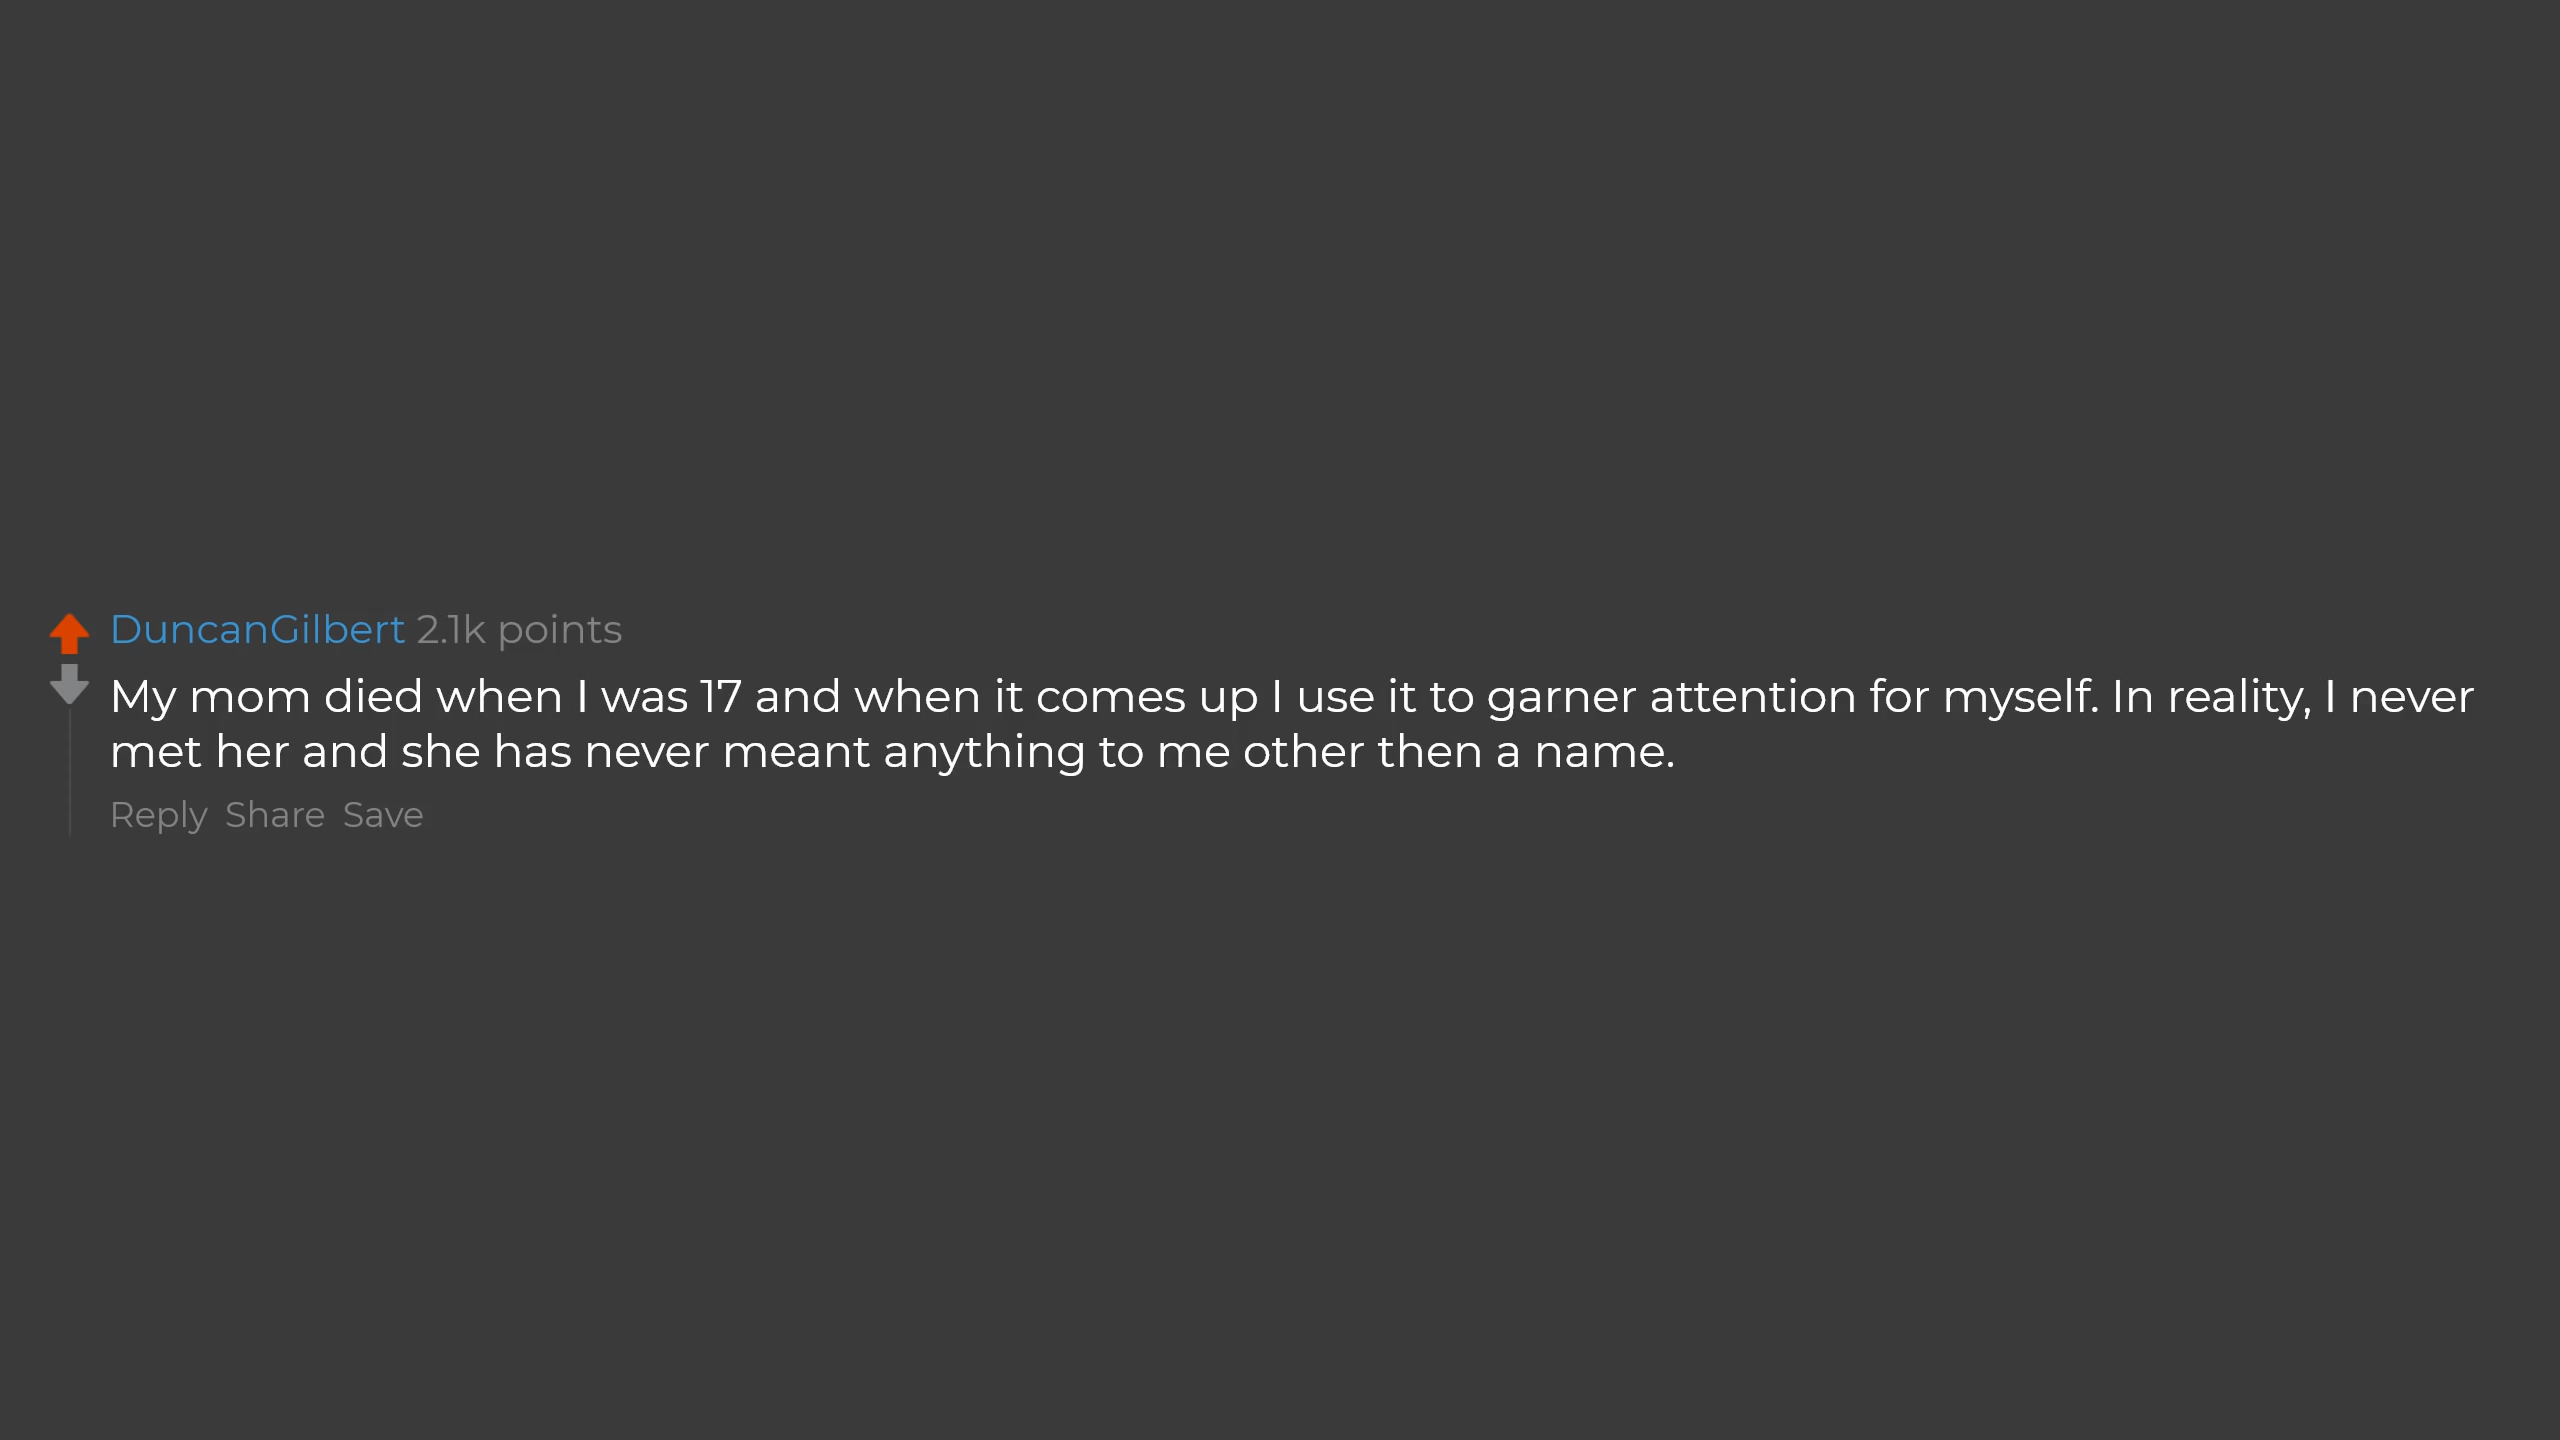 DuncanGilbert 2.1k points
My mom died when I was 17 and when it comes up I use it to garner attention for myself. In reality, I never
met her and she has never meant anything to me other then a name.
Reply Share Save